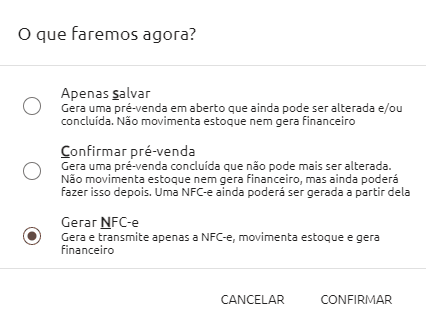 O que faremos agora?
Apenas salvar
Gera uma pré-venda em aberto que ainda pode ser alterada e/ou
concluída. Não movimenta estoque nem gera financeiro
Confirmar pré-venda
Gera uma pré-venda concluída que não pode mais ser alterada.
Não movimenta estoque nem gera financeiro, mas ainda poderá
fazer isso depois. Uma NFC-e ainda poderá ser gerada a partir dela
Gerar NFC-e
Gera e transmite apenas a NFC-e, movimenta estoque e gera
financeiro
CANCELAR CONFIRMAR